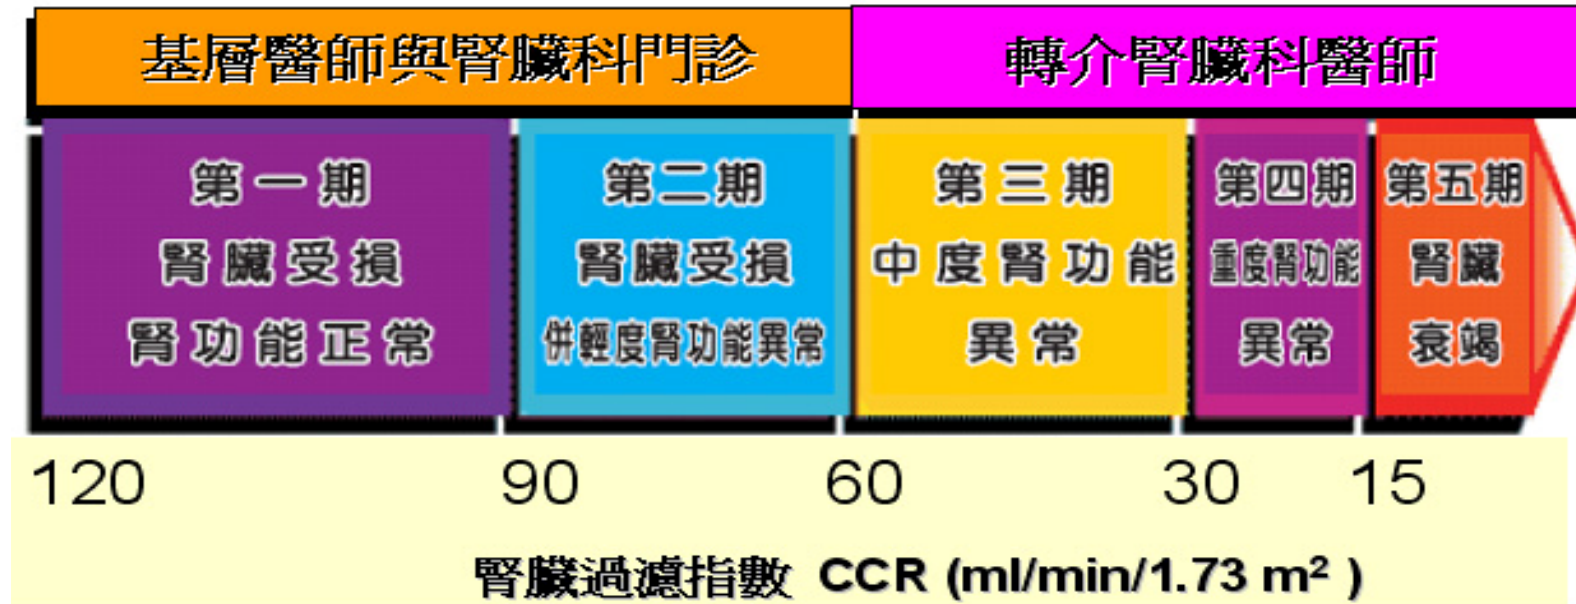 基層醫師與腎臟科門診
轉介腎臟科醫師
第一期
腎臟受損
腎功能正常
第二期
腎臟受損
併輕度腎功能異常
第三期
中度腎功能
異常
第四期
重度腎功能
異常
第五期
腎臟
衰竭
120 90 60 30 15
腎臟過濾指數 CCR (ml/min/1.73 m² )